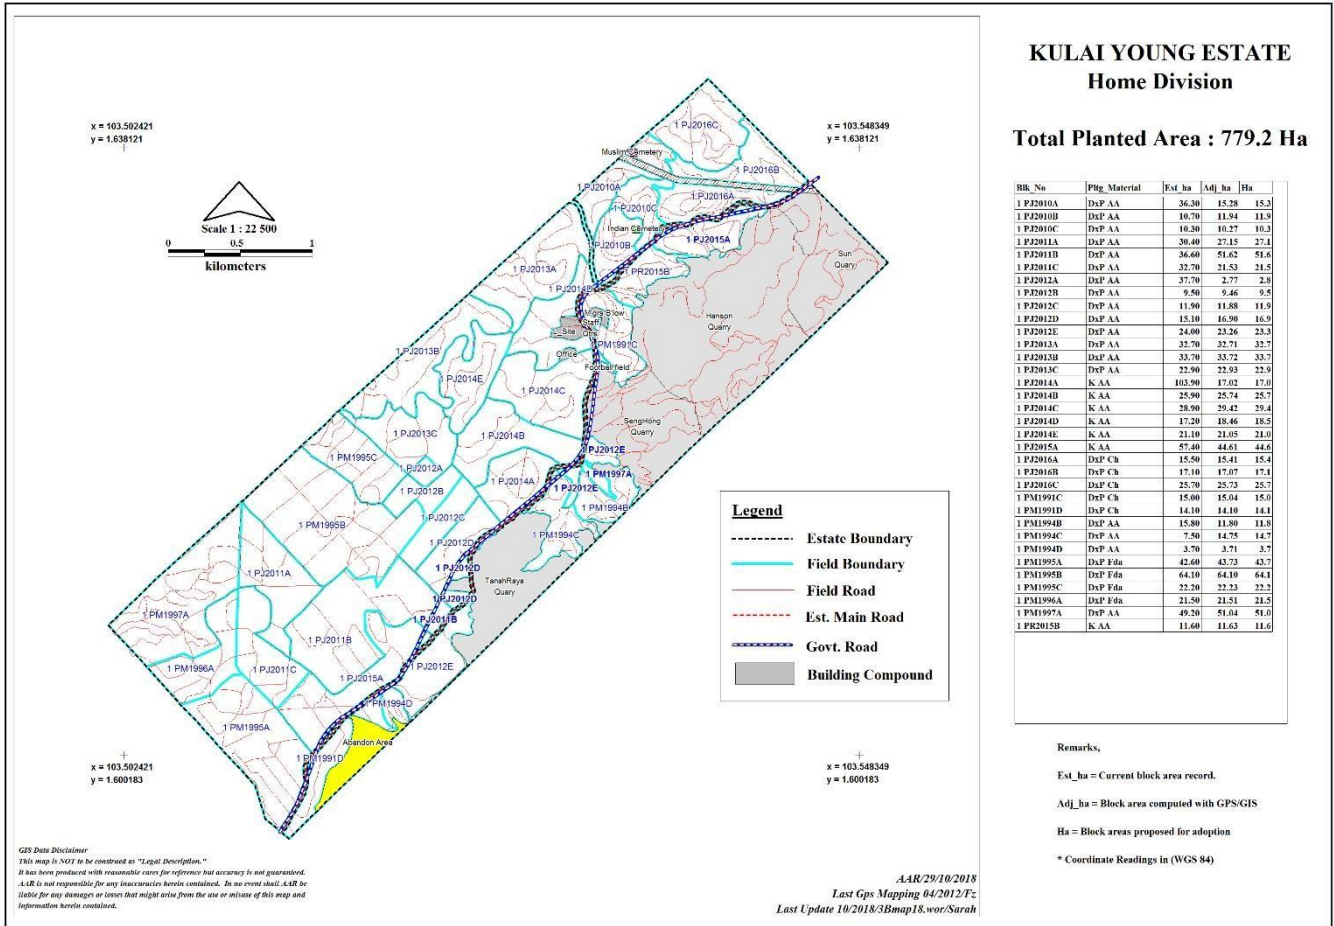 KULAI YOUNG ESTATE
Home Division
Total Planted Area : 779.2 Ha
x = 103.502421
y = 1.638121
x = 103.548349
y = 1.638121
Scale 1 : 22 500
0 0.5 1
kilometers
1 PJ2016C
Muslim Cemetery
1 PJ2016B
1 PJ2010A
1 PJ2016A
1 PJ2010C
Indian Cemetery
1 PJ2015A
1 PJ2010B
Sun
Quary
1 PJ2013A
1 PR2015B
1 PJ2014D
Mgrs B'low
Staff
Qtrs
L_Site
Hanson
Quarry
1 PM1991C
1 PJ2013B
Office
Football field
1 PJ2014E
1 PJ2014C
SengHong
Quarry
1 PJ2013C
1 PJ2014B
1 PJ2012E
1 PM1995C
1 PJ2012A
1 PM1997A
1 PJ2014A
1 PJ2012E
1 PJ2012B
1 PM1994B
1 PJ2012C
1 PM1995B
1 PM1994C
1 PJ2012D
1 PJ2012D
1 PJ2011A
TanahRaya
Quary
1 PJ2012D
1 PM1997A
1 PJ2011B
1 PJ2011B
1 PM1996A
1 PJ2011C
1 PJ2012E
1 PJ2015A
1 PM1994D
1 PM1995A
Abandon Area
1 PM1991D
x = 103.502421
y = 1.600183
x = 103.548349
y = 1.600183
Legend
Estate Boundary
Field Boundary
Field Road
Est. Main Road
Govt. Road
Building Compound
Blk_No Pltg_Material Est_ha Adj_ha Ha
1 PJ2010A DxP AA 36.30 15.28 15.3
1 PJ2010B DxP AA 10.70 11.94 11.9
1 PJ2010C DxP AA 10.30 10.27 10.3
1 PJ2011A DxP AA 30.40 27.15 27.1
1 PJ2011B DxP AA 36.60 51.62 51.6
1 PJ2011C DxP AA 32.70 21.53 21.5
1 PJ2012A DxP AA 37.70 2.77 2.8
1 PJ2012B DxP AA 9.50 9.46 9.5
1 PJ2012C DxP AA 11.90 11.88 11.9
1 PJ2012D DxP AA 15.10 16.90 16.9
1 PJ2012E DxP AA 24.00 23.26 23.3
1 PJ2013A DxP AA 32.70 32.71 32.7
1 PJ2013B DxP AA 33.70 33.72 33.7
1 PJ2013C DxP AA 22.90 22.93 22.9
1 PJ2014A K AA 103.90 17.02 17.0
1 PJ2014B K AA 25.90 25.74 25.7
1 PJ2014C K AA 28.90 29.42 29.4
1 PJ2014D K AA 17.20 18.46 18.5
1 PJ2014E K AA 21.10 21.05 21.0
1 PJ2015A K AA 57.40 44.61 44.6
1 PJ2016A DxP Ch 15.50 15.41 15.4
1 PJ2016B DxP Ch 17.10 17.07 17.1
1 PJ2016C DxP Ch 25.70 25.73 25.7
1 PM1991C DxP Ch 15.00 15.04 15.0
1 PM1991D DxP Ch 14.10 14.10 14.1
1 PM1994B DxP AA 15.80 11.80 11.8
1 PM1994C DxP AA 7.50 14.75 14.7
1 PM1994D DxP AA 3.70 3.71 3.7
1 PM1995A DxP Fda 42.60 43.73 43.7
1 PM1995B DxP Fda 64.10 64.10 64.1
1 PM1995C DxP Fda 22.20 22.23 22.2
1 PM1996A DxP Fda 21.50 21.51 21.5
1 PM1997A DxP AA 49.20 51.04 51.0
1 PR2015B K AA 11.60 11.63 11.6
Remarks,
Est_ha = Current block area record.
Adj_ha = Block area computed with GPS/GIS
Ha = Block areas proposed for adoption
* Coordinate Readings in (WGS 84)
GIS Data Disclaimer
This map is NOT to be construed as "Legal Description."
It has been produced with reasonable cares for reference but accuracy is not guaranteed.
AAR is not responsible for any inaccuracies herein contained. In no event shall AAR be
liable for any damages or losses that might arise from the use or misuse of this map and
information herein contained.
AAR/29/10/2018
Last Gps Mapping 04/2012/Fz
Last Update 10/2018/3Bmap18.wor/Sarah